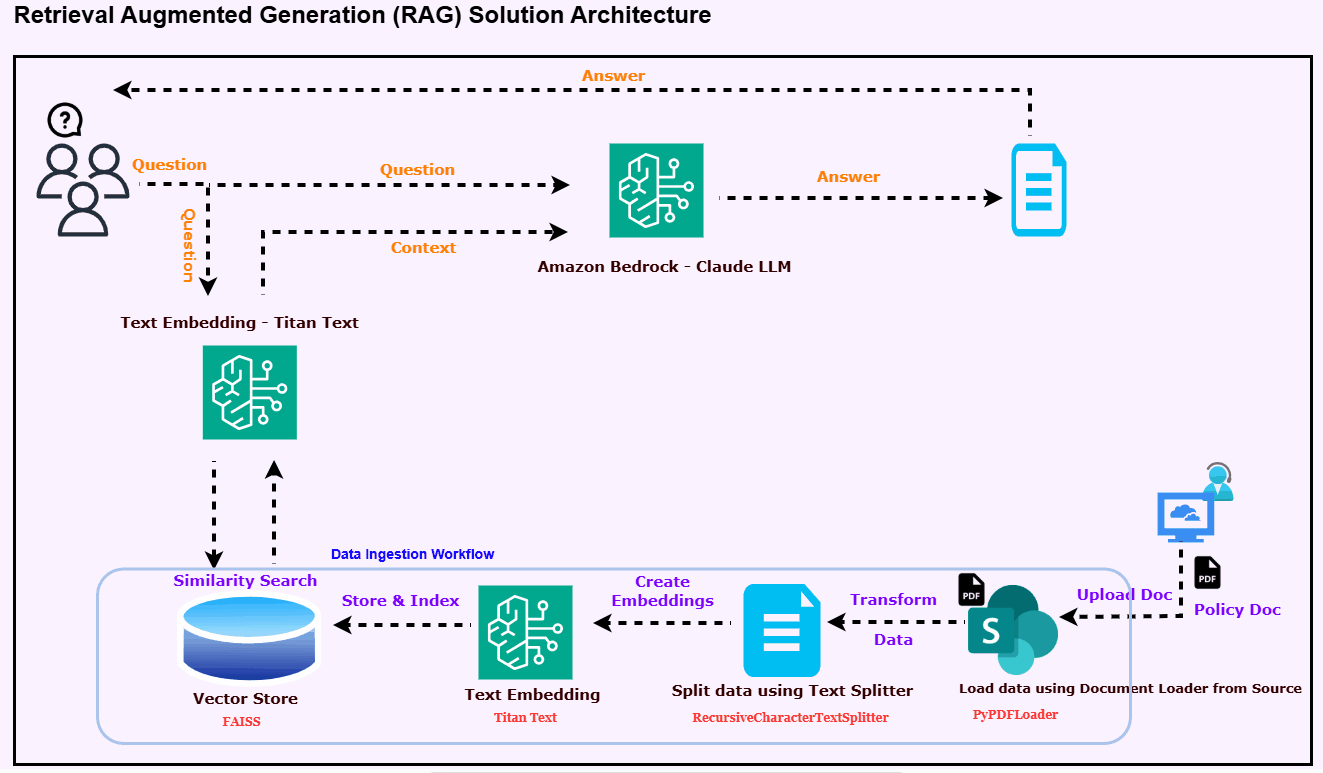 Retrieval Augmented Generation (RAG) Solution Architecture
Answer
?
Question
Question
Answer
Question
Context
Amazon Bedrock - Claude LLM
Text Embedding - Titan Text
Data Ingestion Workflow
Similarity Search
Store & Index
Create
Embeddings
Transform
Data
PDF
S
Upload Doc
PDF
Policy Doc
Vector Store
FAISS
Text Embedding
Titan Text
Split data using Text Splitter
RecursiveCharacterTextSplitter
Load data using Document Loader from Source
PyPDFLoader